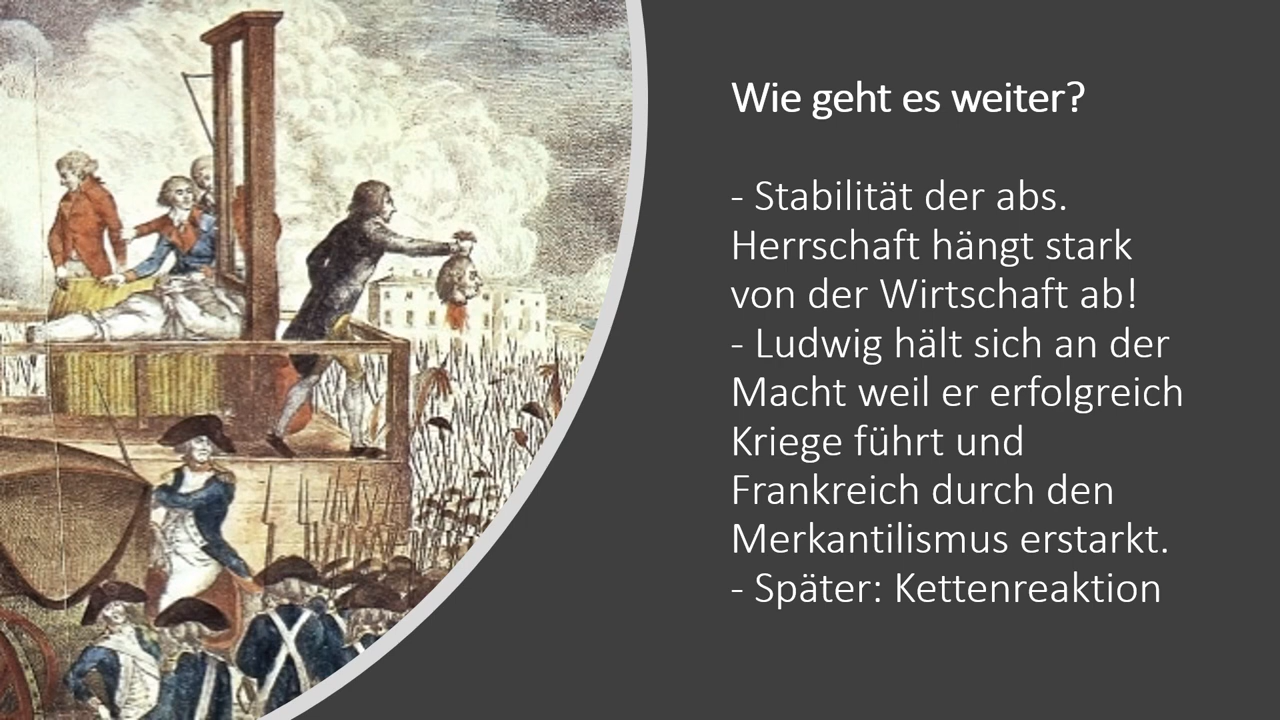 Wie geht es weiter?
- Stabilität der abs.
Herrschaft hängt stark
von der Wirtschaft ab!
- Ludwig hält sich an der
Macht weil er erfolgreich
Kriege führt und
Frankreich durch den
Merkantilismus erstarkt.
- Später: Kettenreaktion